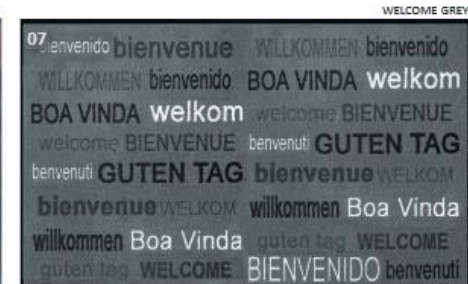 WELCOME GREY
07 bienvenido bienvenue WILLKOMMEN bienvenido
WILLKOMMEN bienvenido BOA VINDA welkom
BOA VINDA welkom welcome BIENVENUE
welcome BIENVENUE benvenuti GUTEN TAG
benvenuti GUTEN TAG bienvenue WELKOM
bienvenue WELKOM willkommen Boa Vinda
willkommen Boa Vinda guten tag WELCOME
guten tag WELCOME BIENVENIDO benvenuti